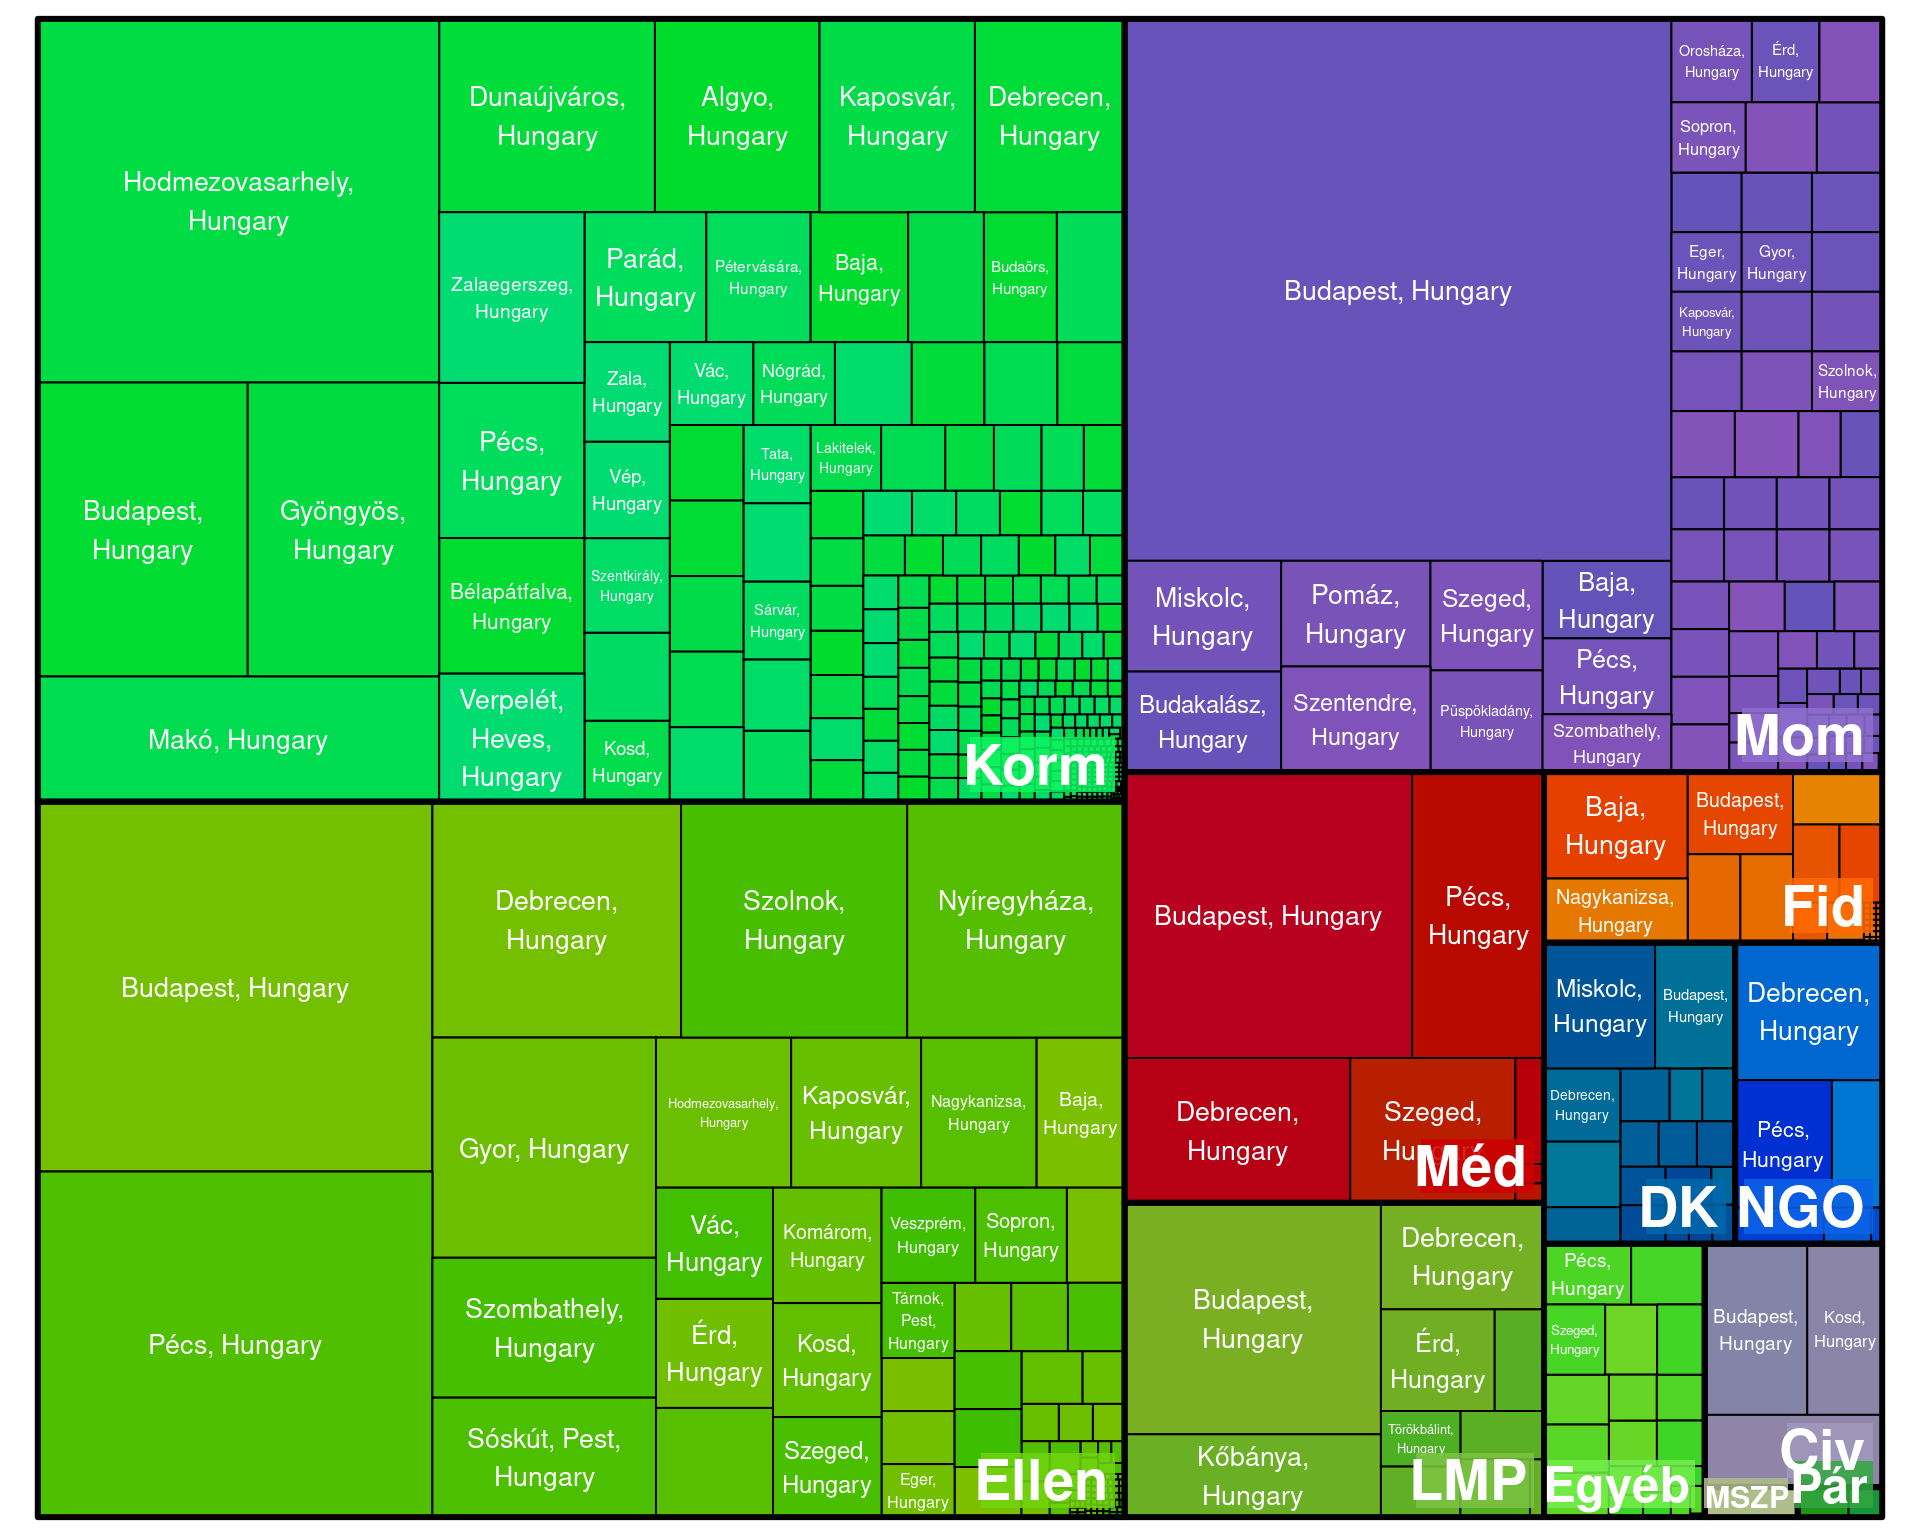 Hodmezovasarhely,
Hungary
Dunaújváros,
Hungary
Algyo,
Hungary
Kaposvár,
Hungary
Debrecen,
Hungary
Zalaegerszeg,
Hungary
Parád,
Hungary
Pétervására,
Hungary
Baja,
Hungary
Budaörs,
Hungary
Zala,
Hungary
Vác,
Hungary
Nógrád,
Hungary
Budapest,
Hungary
Gyöngyös,
Hungary
Pécs,
Hungary
Vép,
Hungary
Tata,
Hungary
Lakitelek,
Hungary
Bélapátfalva,
Hungary
Szentkirály,
Hungary
Sárvár,
Hungary
Makó, Hungary
Verpelét,
Heves,
Hungary
Kosd,
Hungary
Korm
Budapest, Hungary
Orosháza,
Hungary
Érd,
Hungary
Sopron,
Hungary
Eger,
Hungary
Gyor,
Hungary
Kaposvár,
Hungary
Szolnok,
Hungary
Miskolc,
Hungary
Pomáz,
Hungary
Szeged,
Hungary
Baja,
Hungary
Budakalász,
Hungary
Szentendre,
Hungary
Püspökladány,
Hungary
Pécs,
Hungary
Szombathely,
Hungary
Mom
Budapest, Hungary
Debrecen,
Hungary
Szolnok,
Hungary
Nyíregyháza,
Hungary
Pécs, Hungary
Gyor, Hungary
Hodmezovasarhely,
Hungary
Kaposvár,
Hungary
Nagykanizsa,
Hungary
Baja,
Hungary
Szombathely,
Hungary
Sóskút, Pest,
Hungary
Vác,
Hungary
Komárom,
Hungary
Veszprém,
Hungary
Sopron,
Hungary
Érd,
Hungary
Kosd,
Hungary
Tárnok,
Pest,
Hungary
Szeged,
Hungary
Eger,
Hungary
Ellen
Budapest, Hungary
Pécs,
Hungary
Debrecen,
Hungary
Szeged,
Hungary
Méd
Baja,
Hungary
Budapest,
Hungary
Nagykanizsa,
Hungary
Fid
Miskolc,
Hungary
Budapest,
Hungary
Debrecen,
Hungary
DK
Debrecen,
Hungary
Pécs,
Hungary
NGO
Budapest,
Hungary
Debrecen,
Hungary
Érd,
Hungary
Törökbálint,
Hungary
Kőbánya,
Hungary
LMP
Pécs,
Hungary
Szeged,
Hungary
Egyéb
Budapest,
Hungary
Kosd,
Hungary
Civ
MSZP
Pár